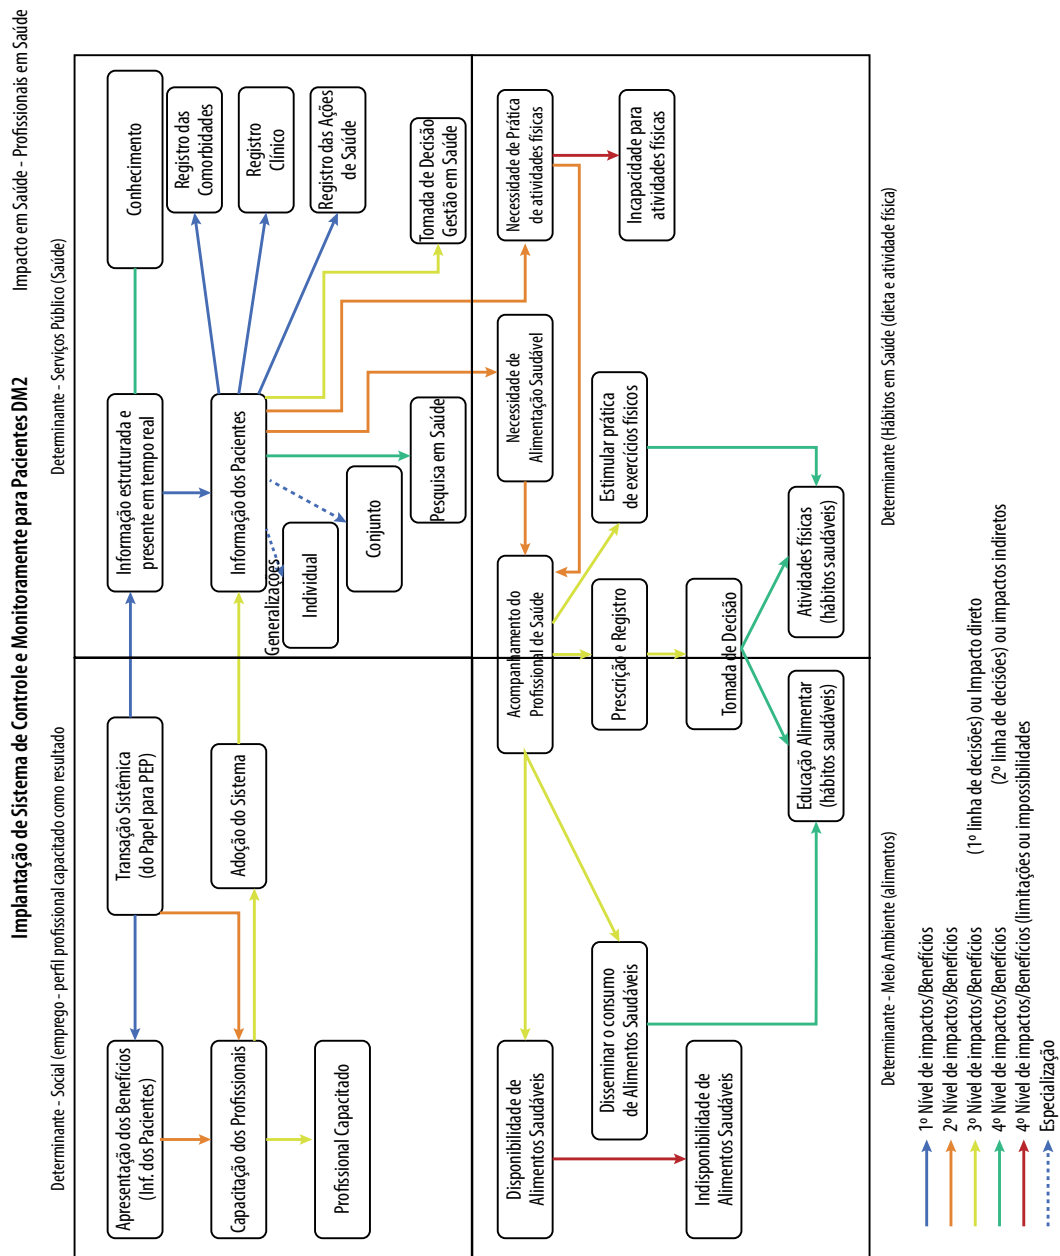 Implantação de Sistema de Controle e Monitoramente para Pacientes DM2
Impacto em Saúde - Profissionais em Saúde
Determinante - Social (emprego - perfil profissional capacitado como resultado
Determinante - Serviços Público (Saúde)
Apresentação dos Benefícios
(Inf. dos Pacientes)
Transação Sistêmica
(do Papel para PEP)
Informação estruturada e
presente em tempo real
Conhecimento
Capacitação dos Profissionais
Adoção do Sistema
Informação dos Pacientes
Registro das
Comorbidades
Registro
Clínico
Registro das Ações
de Saúde
Profissional Capacitado
Generalizações
Individual
Conjunto
Pesquisa em Saúde
Tomada de Decisão
Gestão em Saúde
Disponibilidade de
Alimentos Saudáveis
Acompanhamento do
Profissional de Saúde
Necessidade de
Alimentação Saudável
Necessidade de Prática
de atividades físicas
Disseminar o consumo
de Alimentos Saudáveis
Prescrição e Registro
Estimular prática
de exercícios físicos
Incapacidade para
atividades físicas
Indisponibilidade de
Alimentos Saudáveis
Tomada de Decisão
Educação Alimentar
(hábitos saudáveis)
Atividades físicas
(hábitos saudáveis)
Determinante - Meio Ambiente (alimentos)
Determinante (Hábitos em Saúde (dieta e atividade física)
1º Nível de impactos/Benefícios
2º Nível de impactos/Benefícios
3º Nível de impactos/Benefícios
(1º linha de decisões) ou Impacto direto
4º Nível de impactos/Benefícios
(2º linha de decisões) ou impactos indiretos
4º Nível de impactos/Benefícios (limitações ou impossibilidades
Especialização